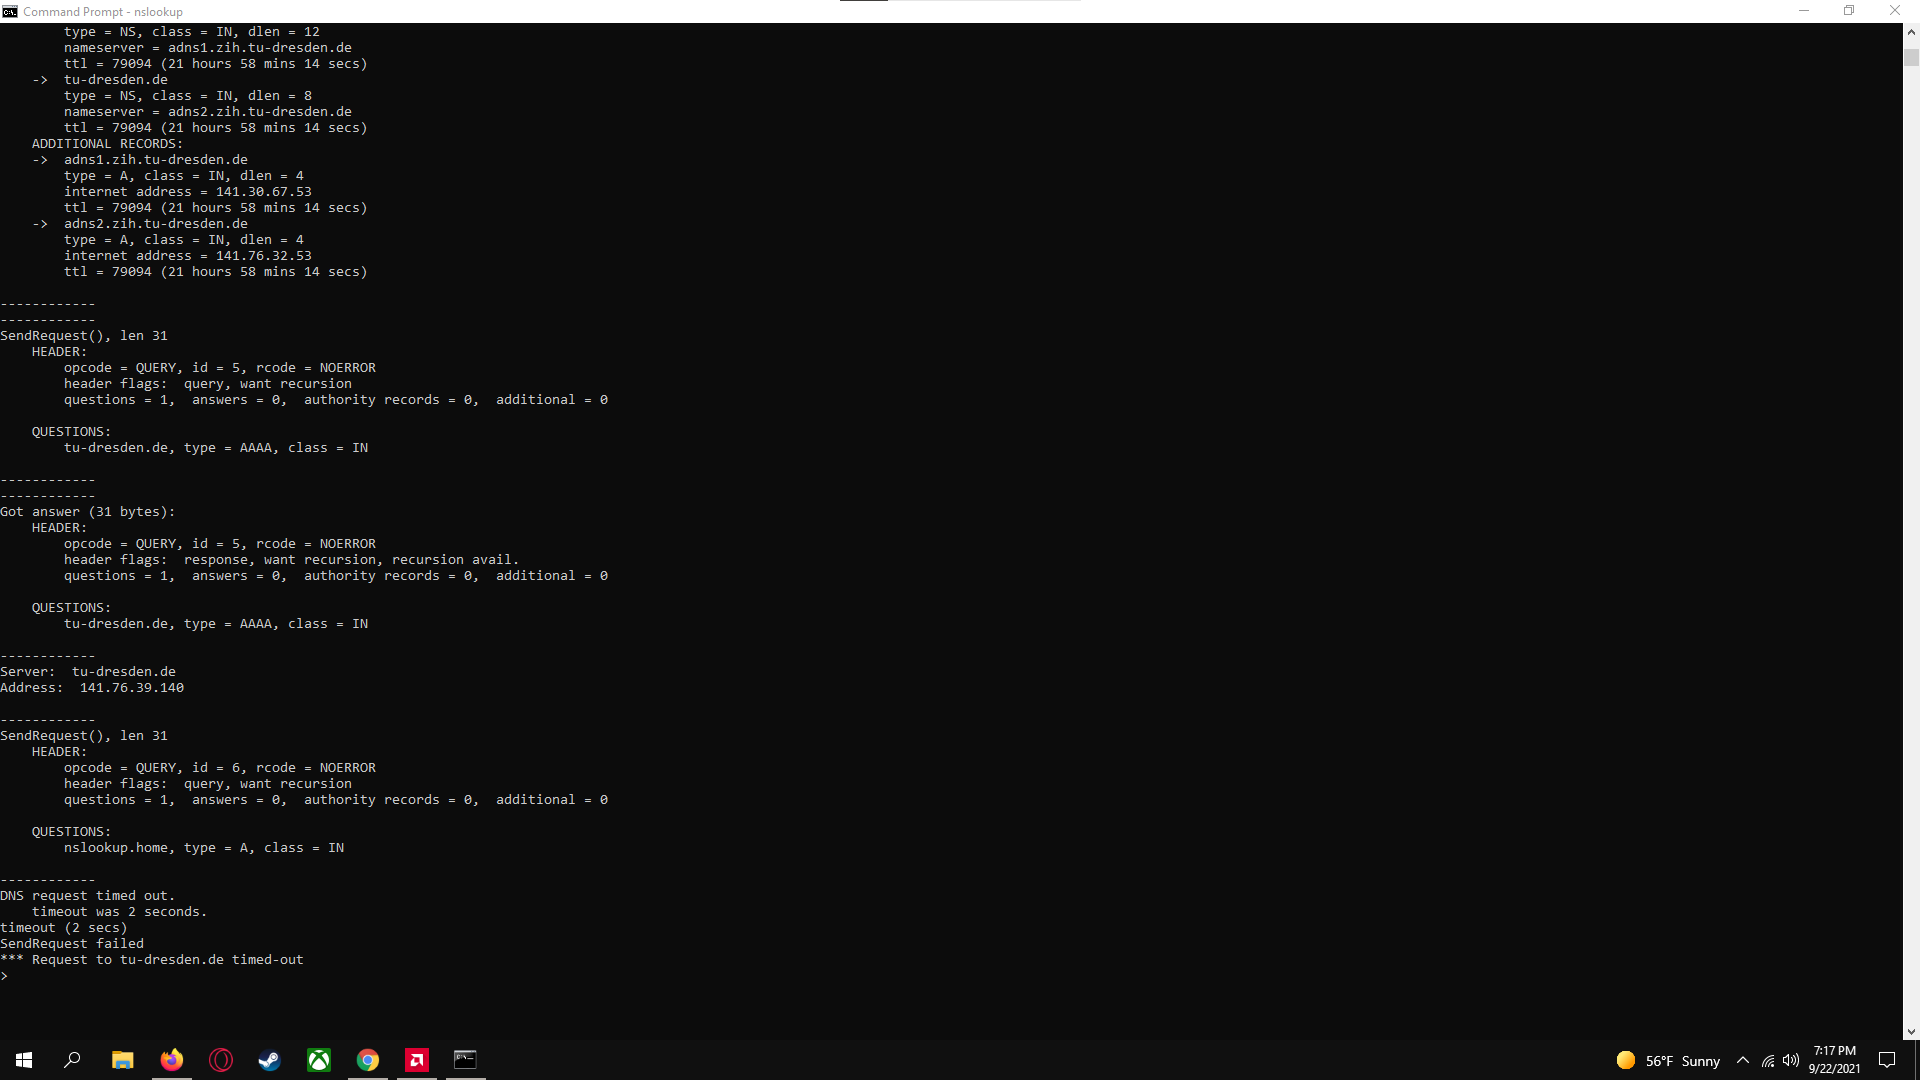 Command Prompt - nslookup
type = NS, class = IN, dlen = 12
nameserver = adns1.zih.tu-dresden.de
ttl = 79094 (21 hours 58 mins 14 secs)
-> tu-dresden.de
type = NS, class = IN, dlen = 8
nameserver = adns2.zih.tu-dresden.de
ttl = 79094 (21 hours 58 mins 14 secs)
ADDITIONAL RECORDS:
-> adns1.zih.tu-dresden.de
type = A, class = IN, dlen = 4
internet address = 141.30.67.53
ttl = 79094 (21 hours 58 mins 14 secs)
-> adns2.zih.tu-dresden.de
type = A, class = IN, dlen = 4
internet address = 141.76.32.53
ttl = 79094 (21 hours 58 mins 14 secs)
------------
------------
SendRequest(), len 31
HEADER:
opcode = QUERY, id = 5, rcode = NOERROR
header flags:  query, want recursion
questions = 1,  answers = 0,  authority records = 0,  additional = 0
QUESTIONS:
tu-dresden.de, type = AAAA, class = IN
------------
------------
Got answer (31 bytes):
HEADER:
opcode = QUERY, id = 5, rcode = NOERROR
header flags:  response, want recursion, recursion avail.
questions = 1,  answers = 0,  authority records = 0,  additional = 0
QUESTIONS:
tu-dresden.de, type = AAAA, class = IN
------------
Server:  tu-dresden.de
Address:  141.76.39.140
------------
SendRequest(), len 31
HEADER:
opcode = QUERY, id = 6, rcode = NOERROR
header flags:  query, want recursion
questions = 1,  answers = 0,  authority records = 0,  additional = 0
QUESTIONS:
nslookup.home, type = A, class = IN
------------
DNS request timed out.
timeout was 2 seconds.
timeout (2 secs)
SendRequest failed
*** Request to tu-dresden.de timed-out
>
56°F Sunny
7:17 PM
9/22/2021